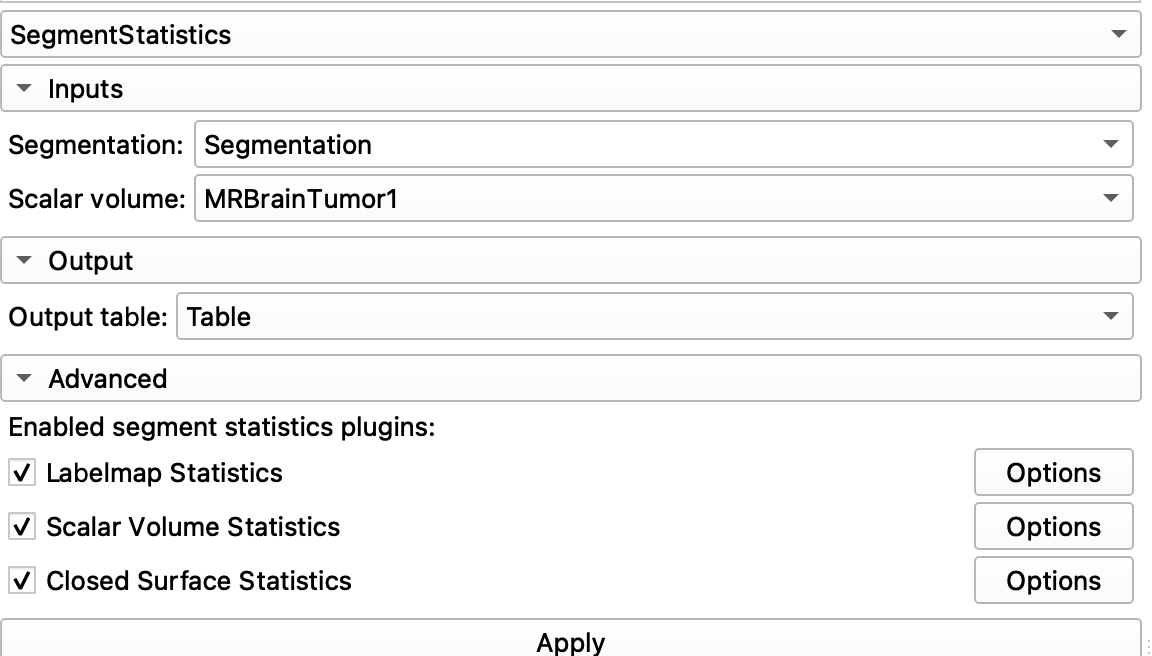 SegmentStatistics
Inputs
Segmentation: Segmentation
Scalar volume: MRBrainTumor1
Output
Output table: Table
Advanced
Enabled segment statistics plugins:
Labelmap Statistics Options
Scalar Volume Statistics Options
Closed Surface Statistics Options
Apply